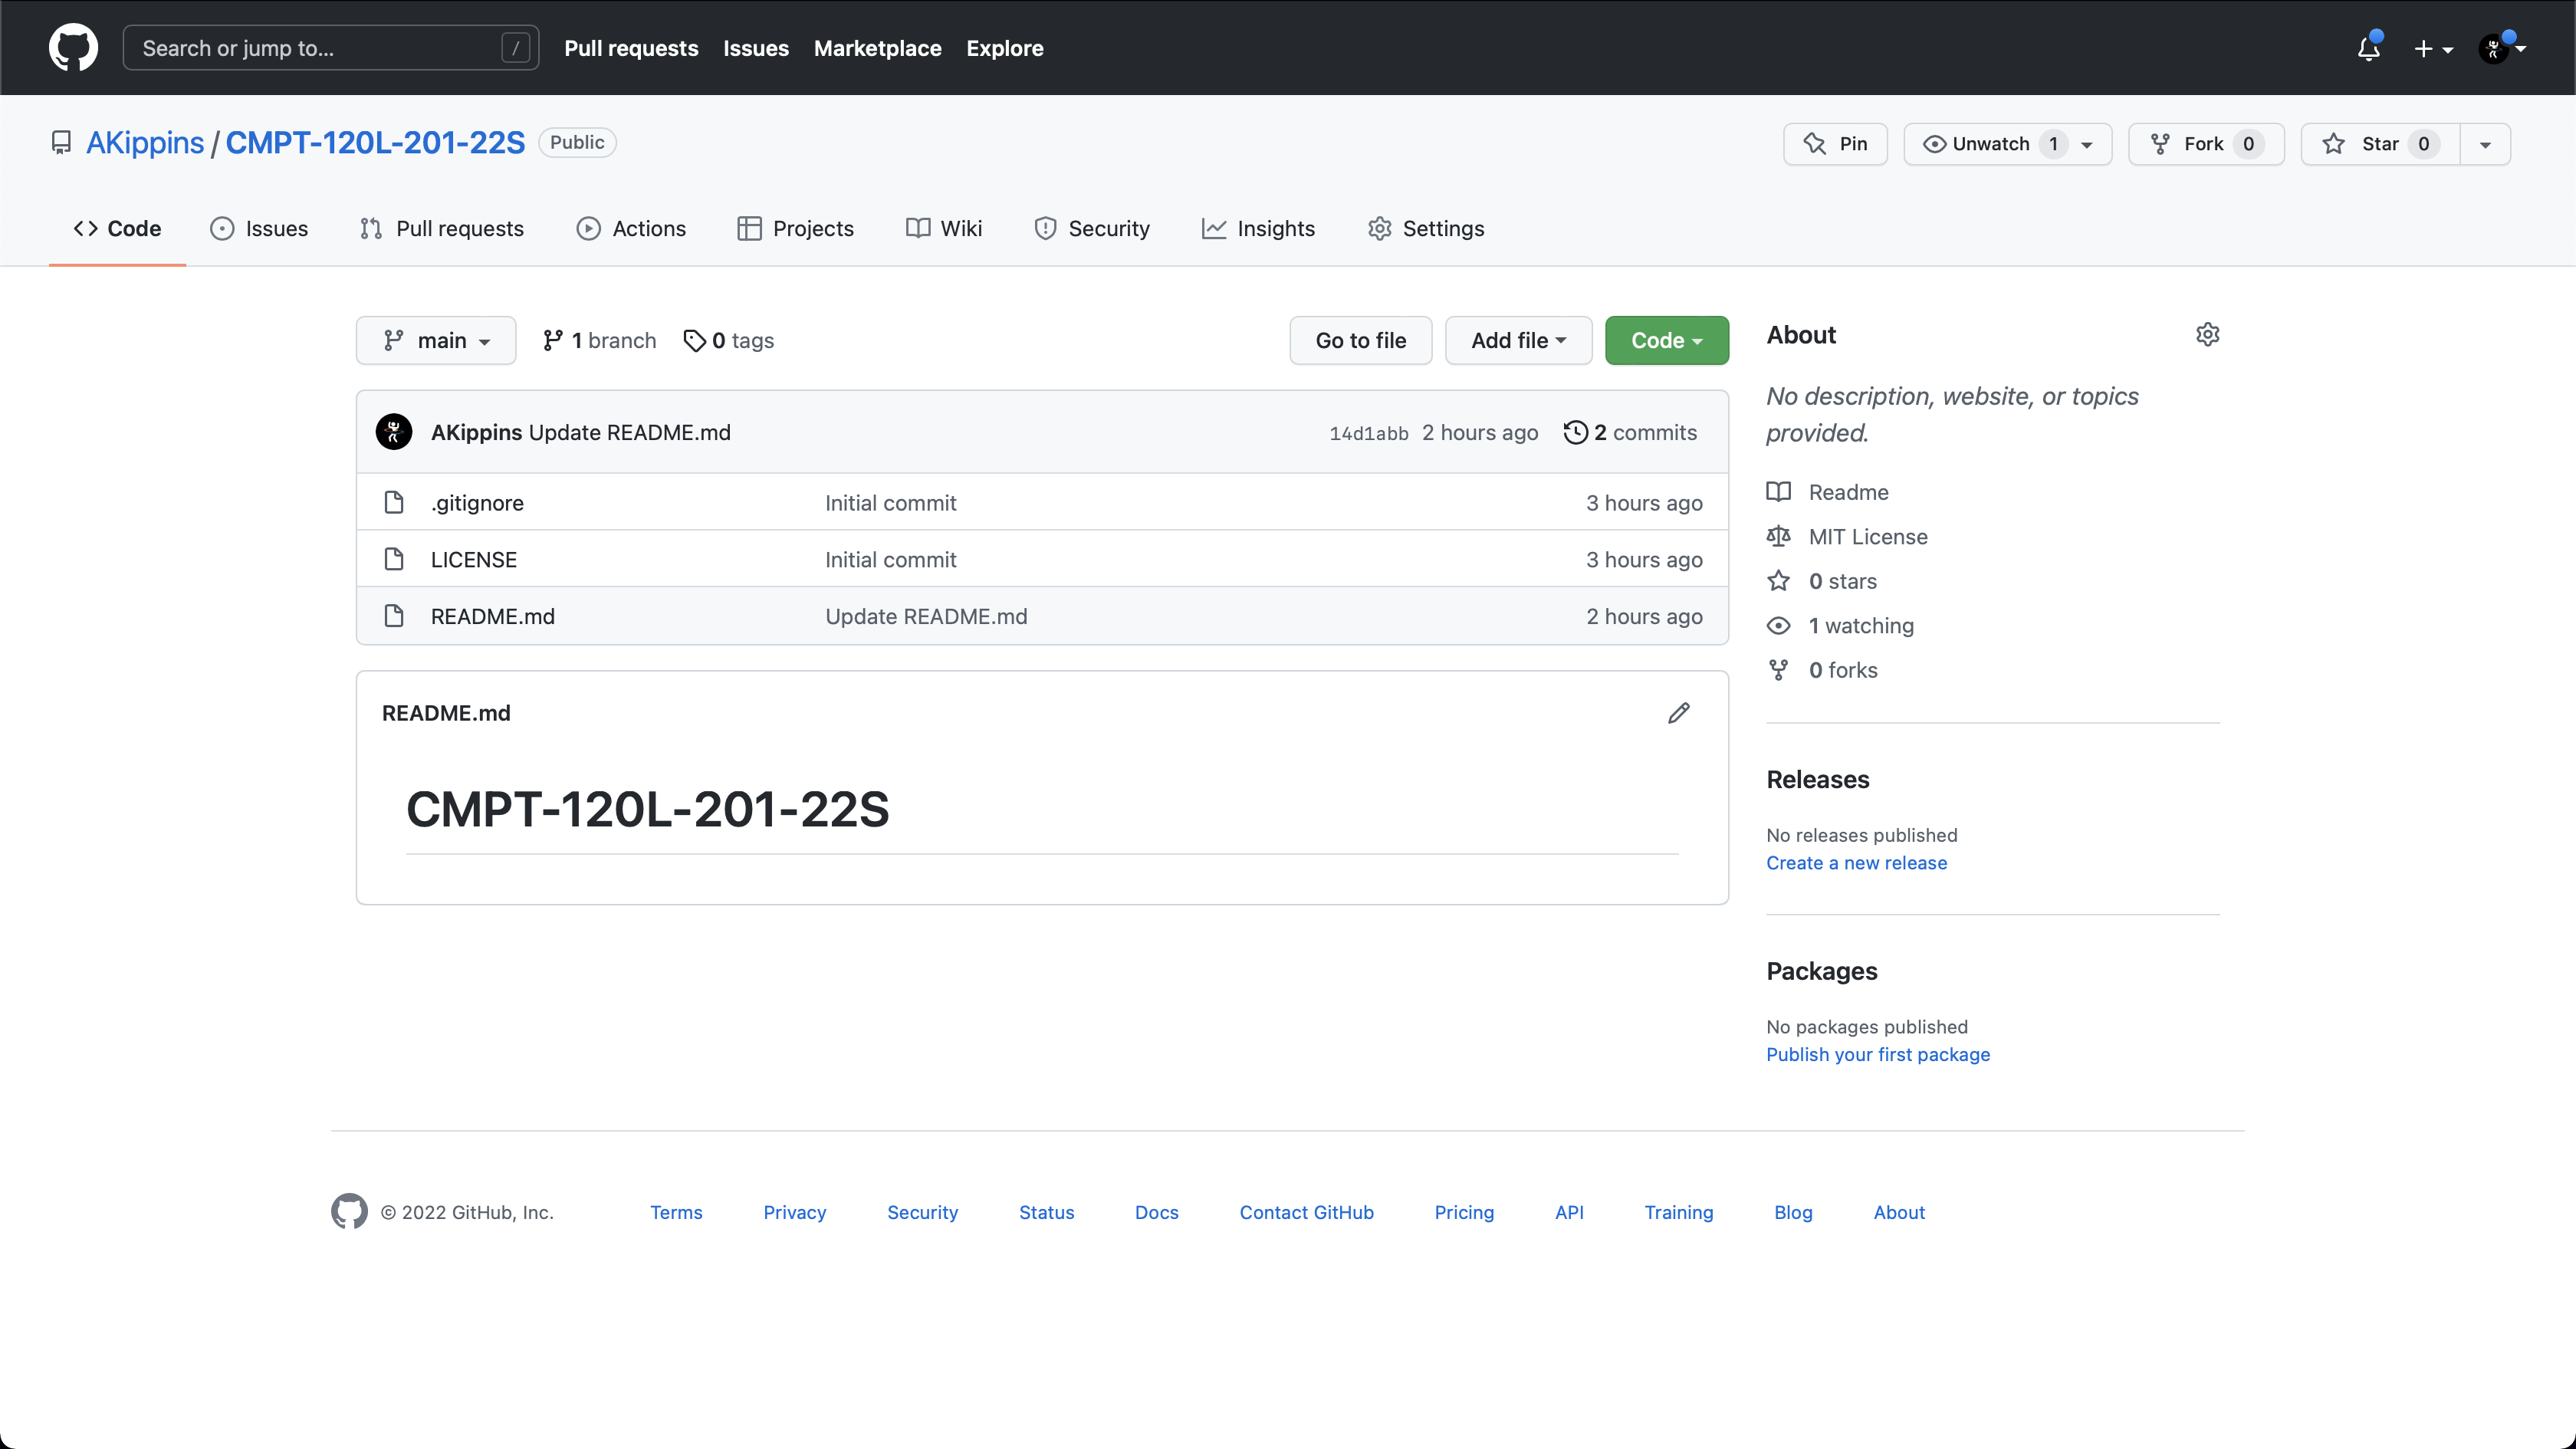 Search or jump to... /
Pull requests Issues Marketplace Explore
AKippins / CMPT-120L-201-22S Public
Pin Unwatch 1 Fork 0 Star 0
Code Issues Pull requests Actions Projects Wiki Security Insights Settings
main 1 branch 0 tags Go to file Add file Code
AKippins Update README.md 14d1abb 2 hours ago 2 commits
.gitignore Initial commit 3 hours ago
LICENSE Initial commit 3 hours ago
README.md Update README.md 2 hours ago
README.md
CMPT-120L-201-22S
About
No description, website, or topics
provided.
Readme
MIT License
0 stars
1 watching
0 forks
Releases
No releases published
Create a new release
Packages
No packages published
Publish your first package
© 2022 GitHub, Inc. Terms Privacy Security Status Docs Contact GitHub Pricing API Training Blog About